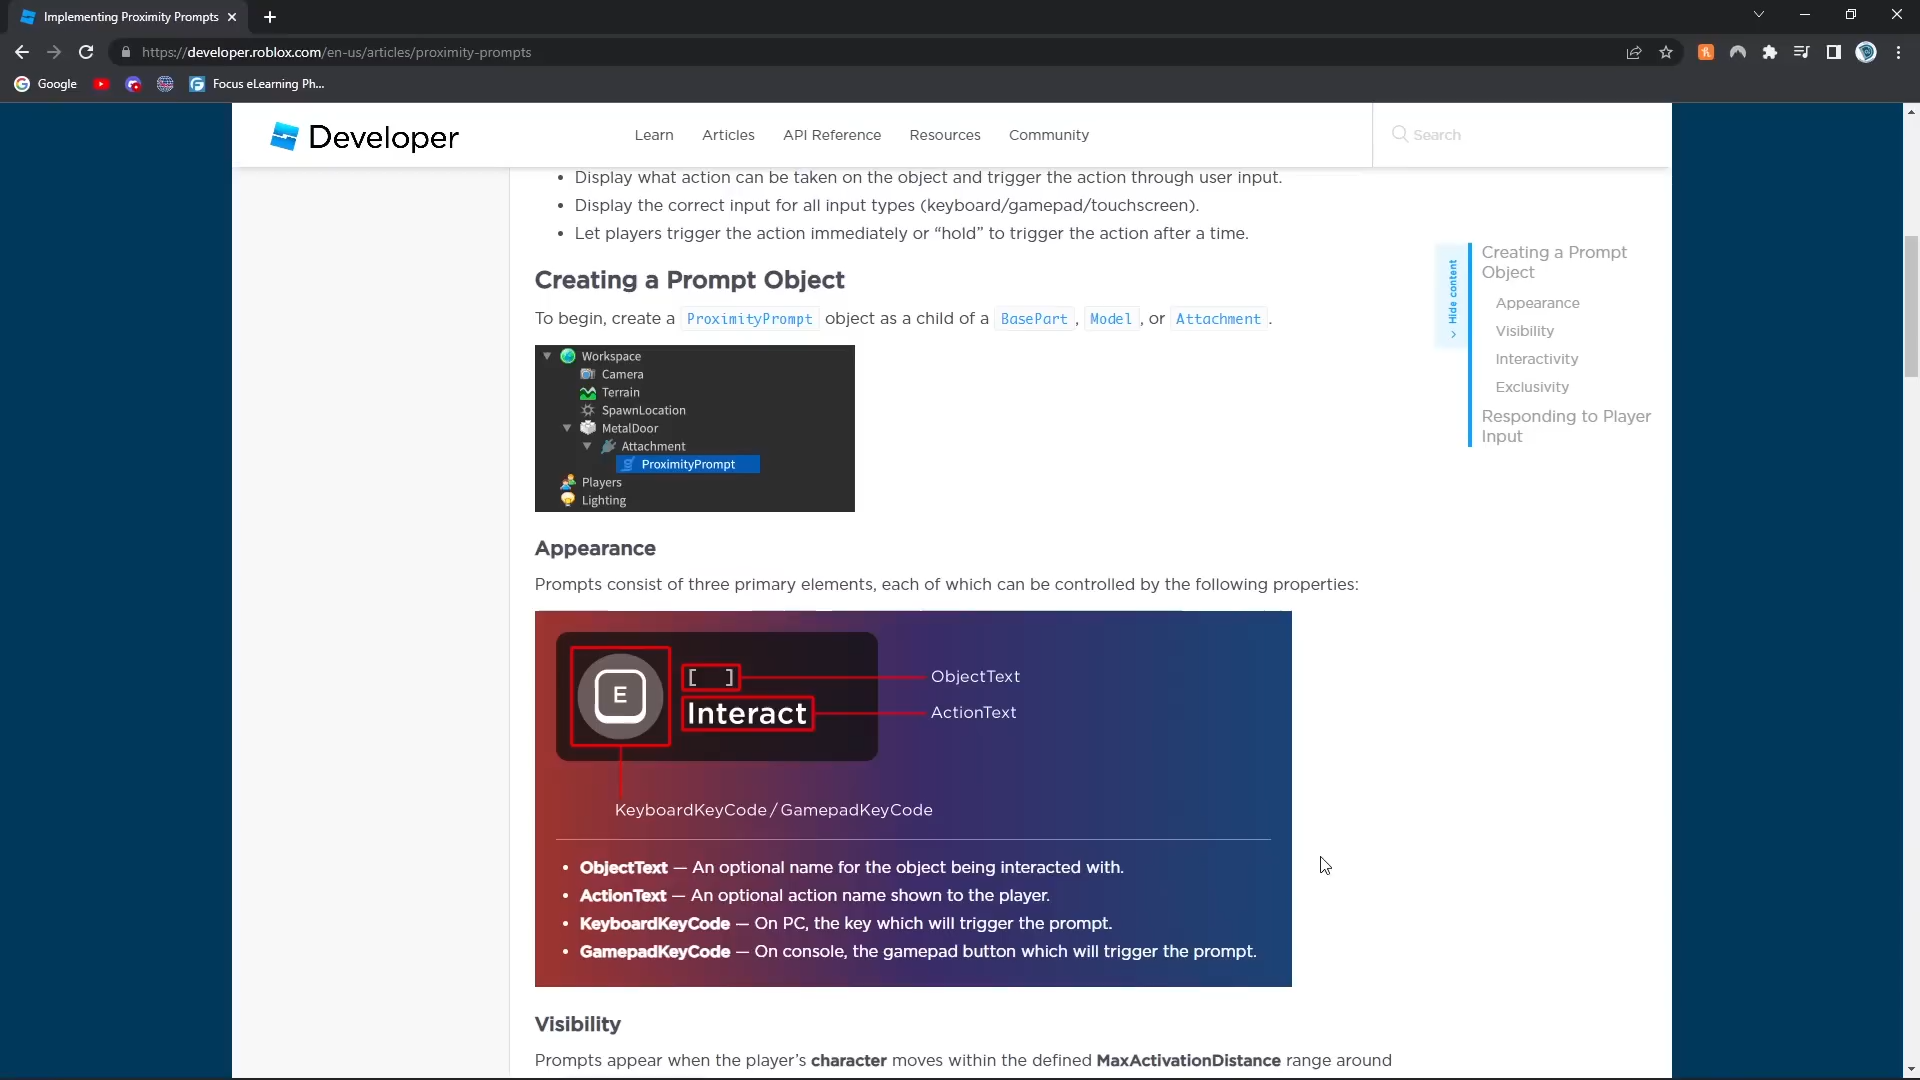 Implementing Proximity Prompts
https://developer.roblox.com/en-us/articles/proximity-prompts
Google
Focus eLearning Ph...
Developer
Learn
Articles
API Reference
Resources
Community
Search
• Display what action can be taken on the object and trigger the action through user input.
• Display the correct input for all input types (keyboard/gamepad/touchscreen).
• Let players trigger the action immediately or “hold” to trigger the action after a time.
Creating a Prompt Object
To begin, create a ProximityPrompt object as a child of a BasePart, Model, or Attachment.
Workspace
Camera
Terrain
SpawnLocation
MetalDoor
Attachment
ProximityPrompt
Players
Lighting
Appearance
Prompts consist of three primary elements, each of which can be controlled by the following properties:
E
[ ]
Interact
ObjectText
ActionText
KeyboardKeyCode / GamepadKeyCode
• ObjectText — An optional name for the object being interacted with.
• ActionText — An optional action name shown to the player.
• KeyboardKeyCode — On PC, the key which will trigger the prompt.
• GamepadKeyCode — On console, the gamepad button which will trigger the prompt.
Visibility
Prompts appear when the player’s character moves within the defined MaxActivationDistance range around
Hide content
Creating a Prompt
Object
Appearance
Visibility
Interactivity
Exclusivity
Responding to Player
Input